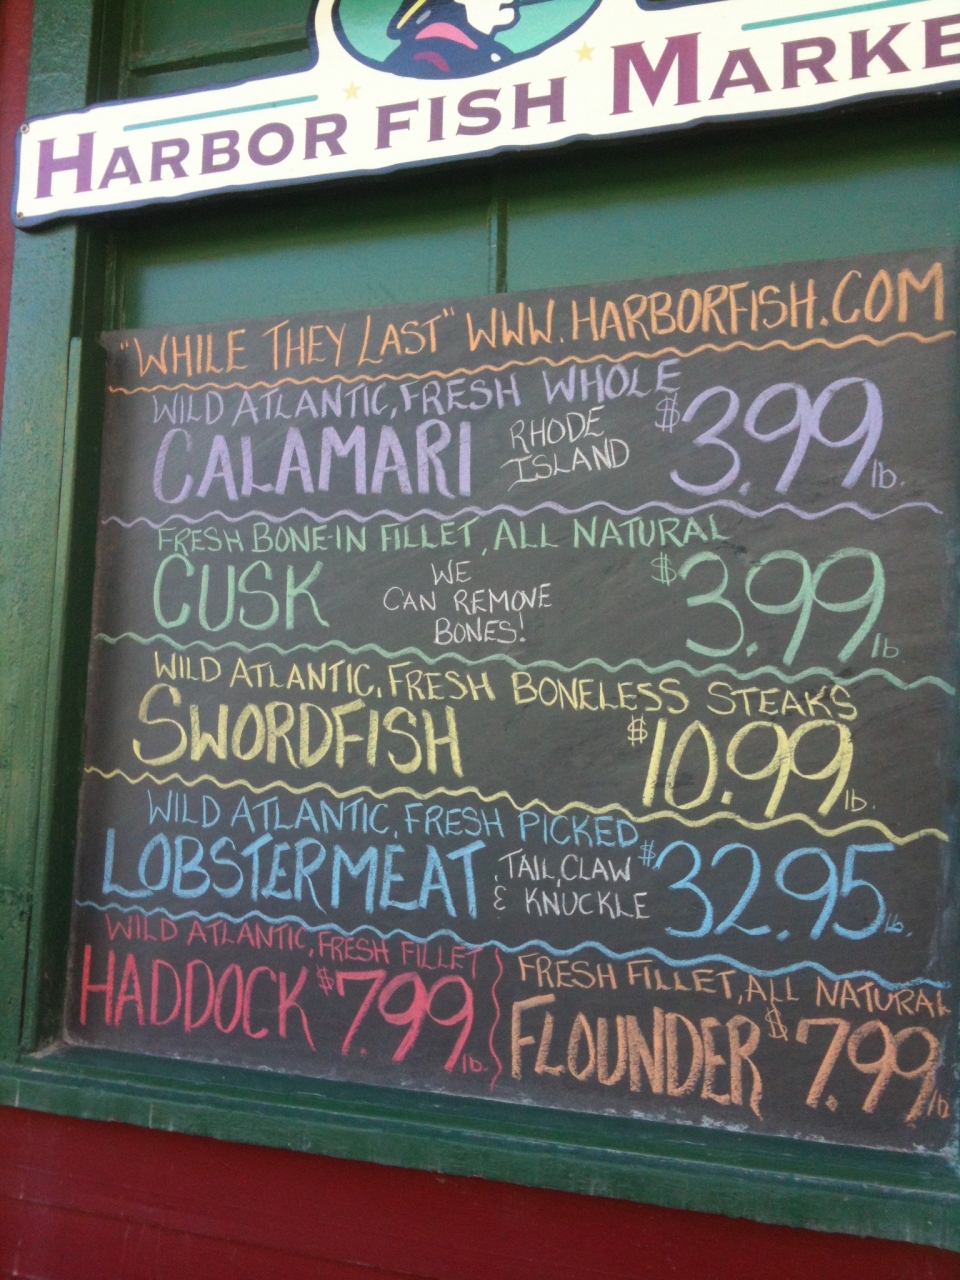 HARBOR FISH MARKE
"WHILE THEY LAST" WWW.HARBORFISH.COM
WILD ATLANTIC, FRESH WHOLE
CALAMARI RHODE ISLAND $3.99 lb.
FRESH BONE-IN FILLET, ALL NATURAL
CUSK WE CAN REMOVE BONES! $3.99 lb
WILD ATLANTIC, FRESH BONELESS STEAKS
SWORDFISH $10.99 lb.
WILD ATLANTIC, FRESH PICKED
LOBSTERMEAT TAIL, CLAW & KNUCKLE $32.95 lb.
WILD ATLANTIC, FRESH FILLET
HADDOCK $7.99 lb.
FRESH FILLET, ALL NATURAL
FLOUNDER $7.99 lb